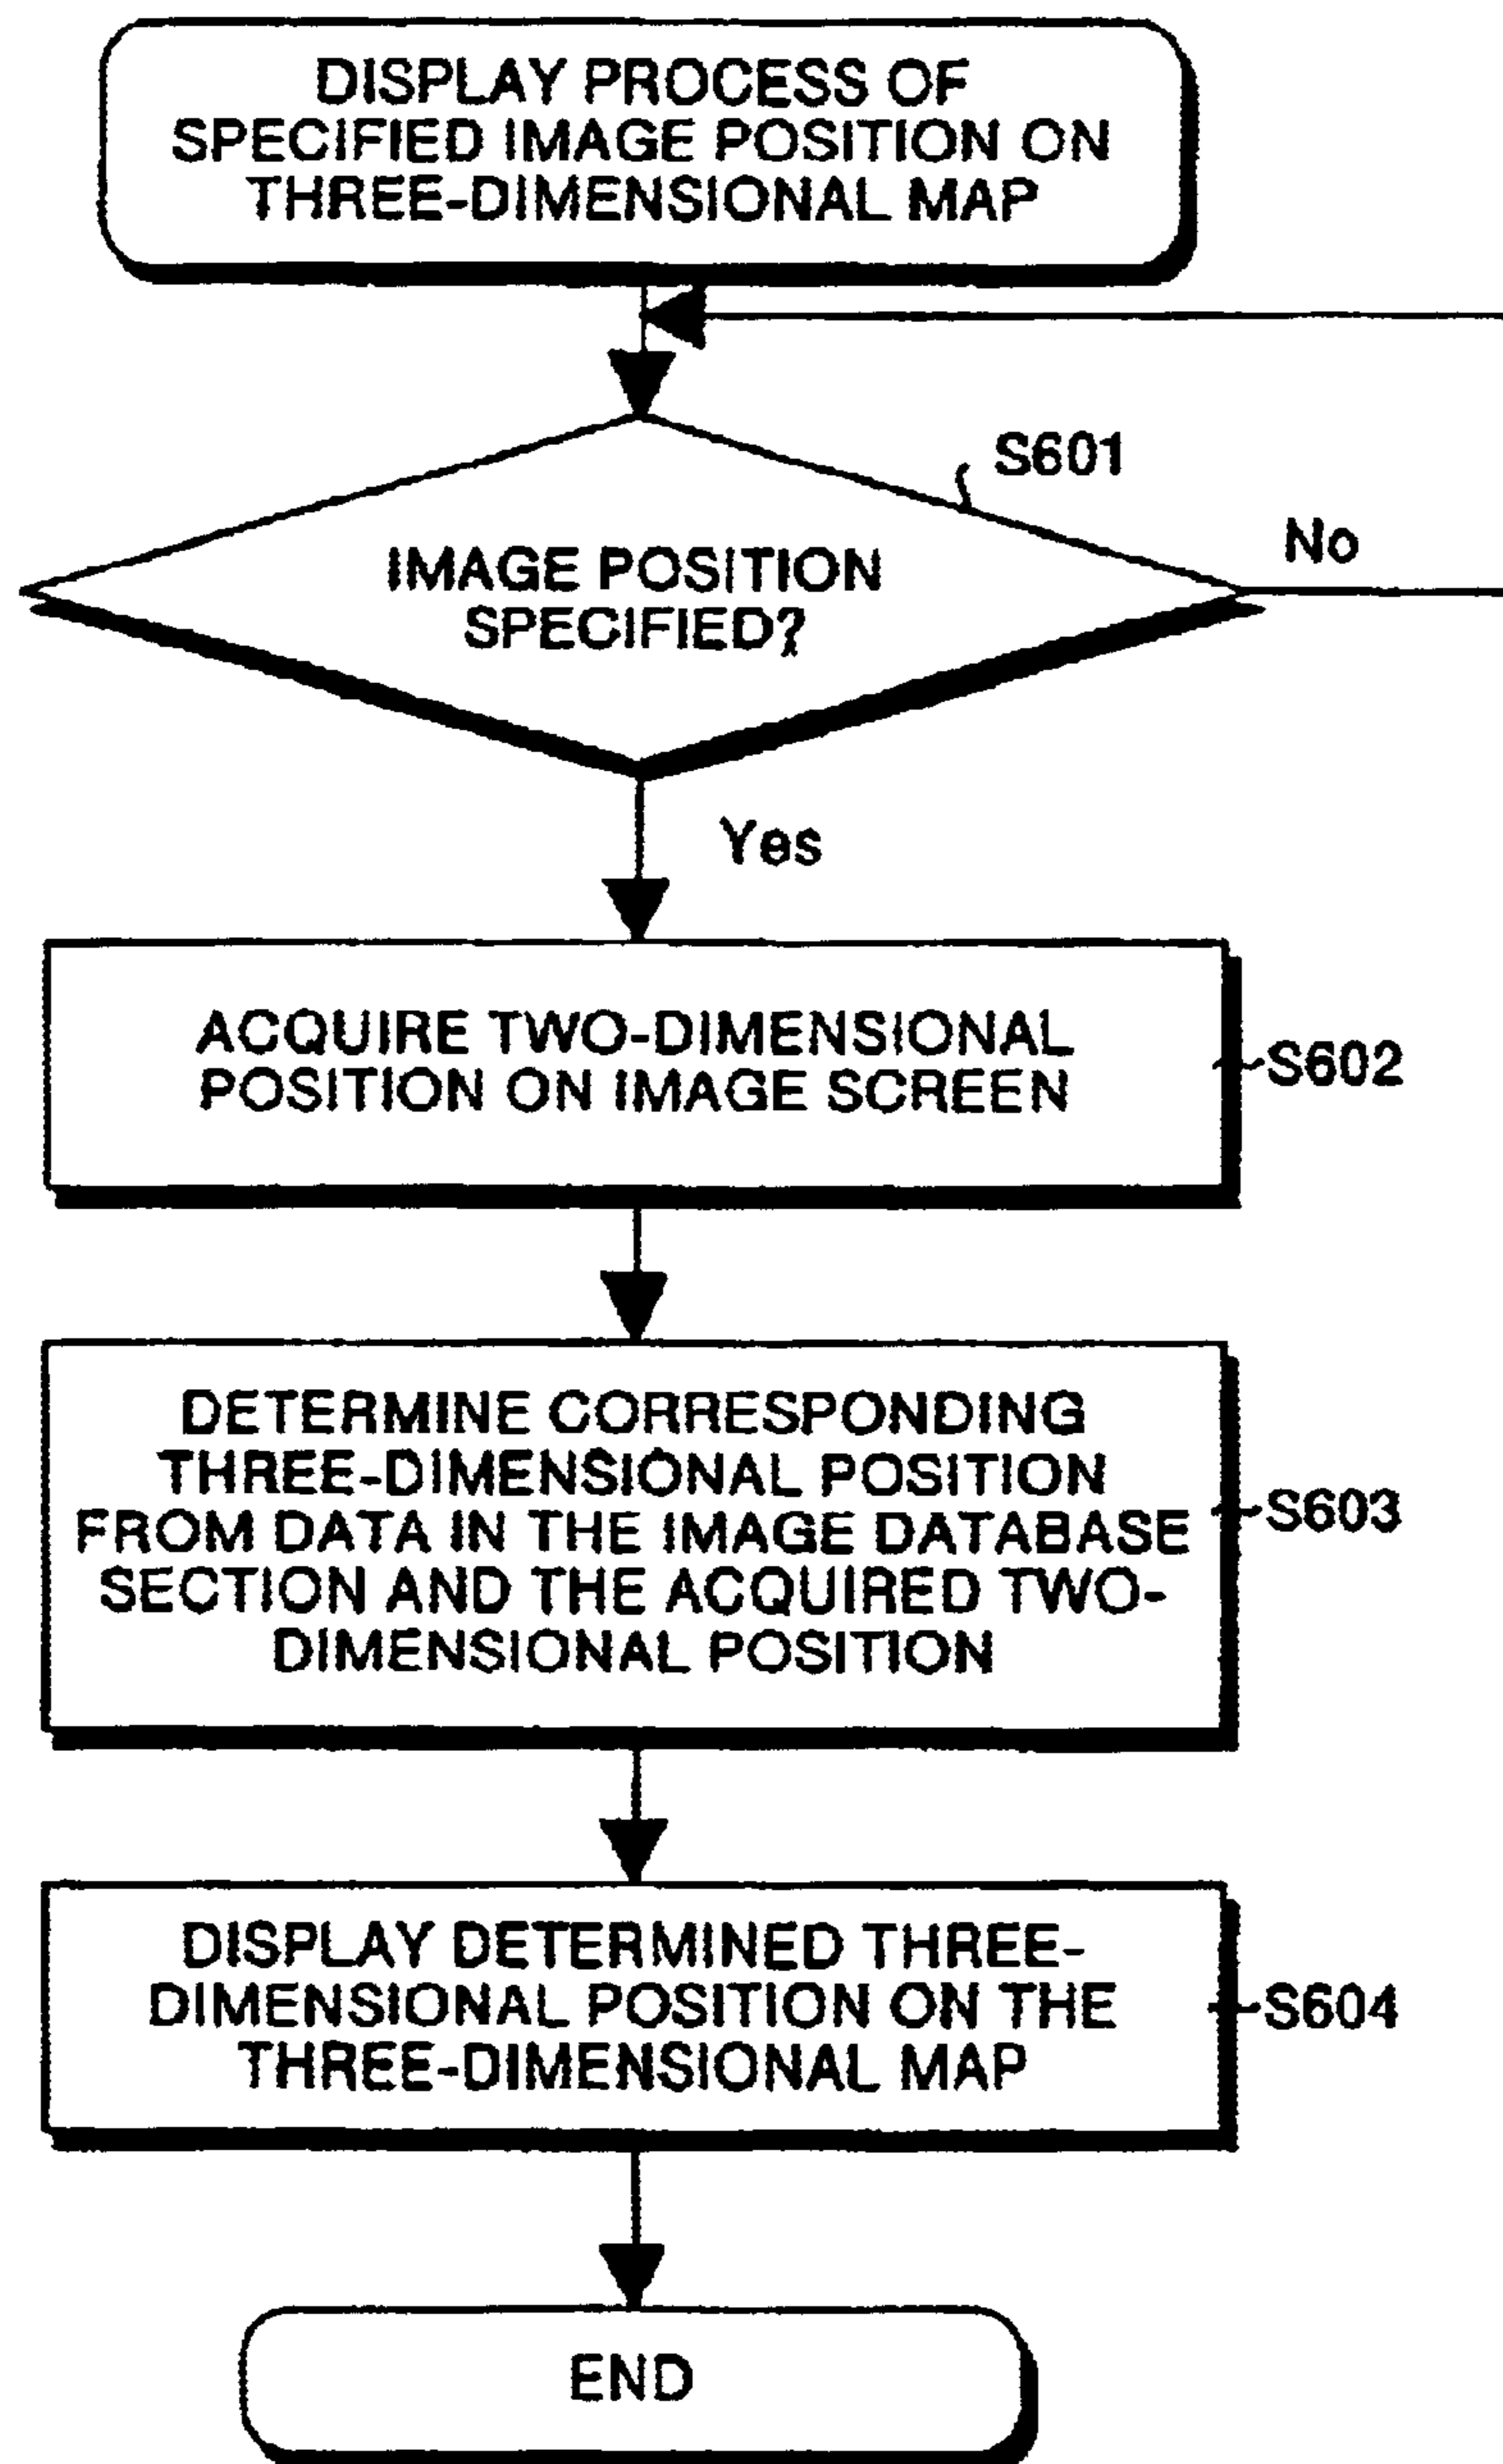 DISPLAY PROCESS OF
SPECIFIED IMAGE POSITION ON
THREE-DIMENSIONAL MAP
S601
No
IMAGE POSITION
SPECIFIED?
Yes
ACQUIRE TWO-DIMENSIONAL
POSITION ON IMAGE SCREEN
S602
DETERMINE CORRESPONDING
THREE-DIMENSIONAL POSITION
FROM DATA IN THE IMAGE DATABASE
SECTION AND THE ACQUIRED TWO-
DIMENSIONAL POSITION
S603
DISPLAY DETERMINED THREE-
DIMENSIONAL POSITION ON THE
THREE-DIMENSIONAL MAP
S604
END